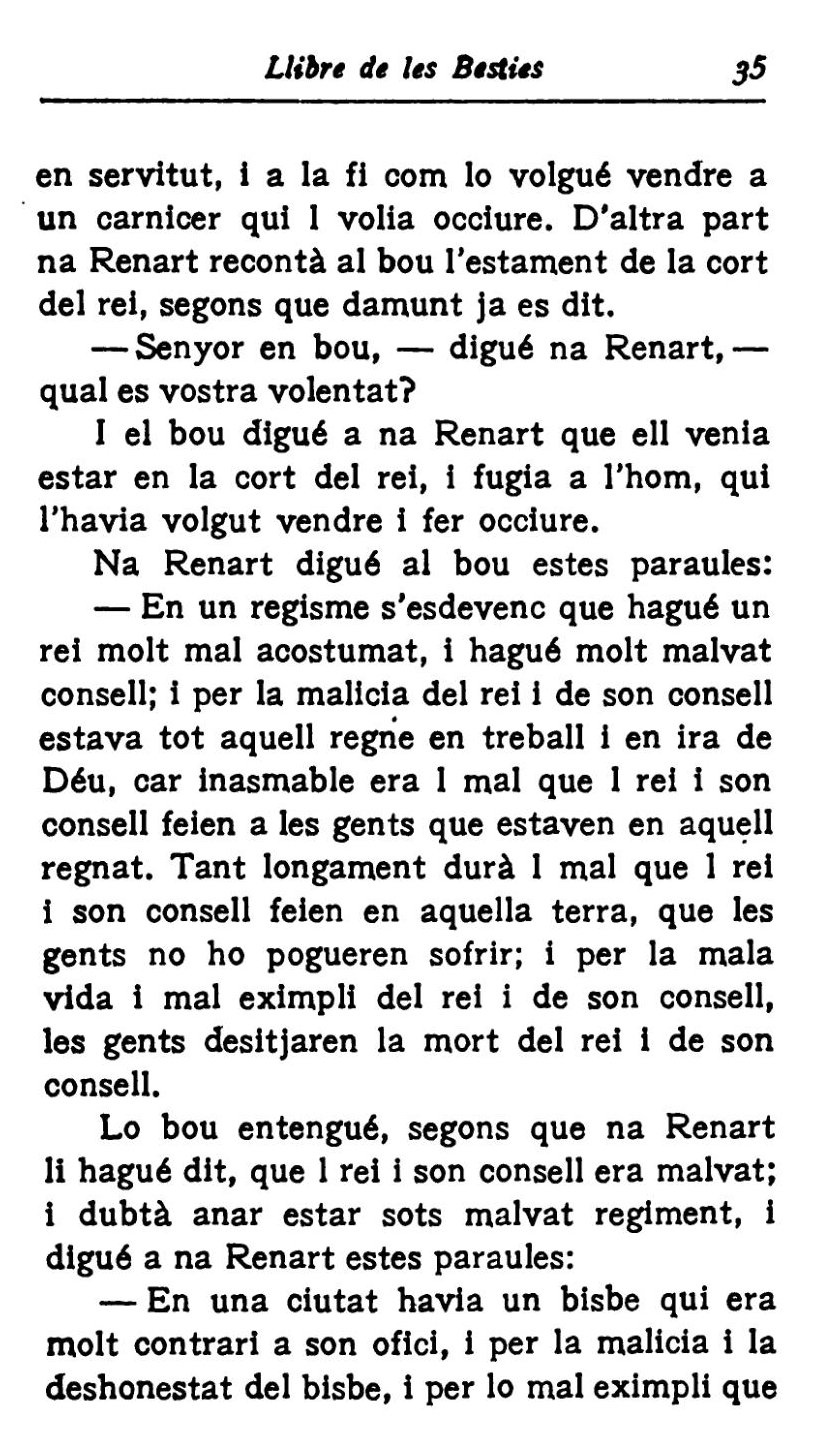 Llibre de les Besties 35
en servitut, i a la fi com lo volgué vendre a
un carnicer qui l volia occiure. D'altra part
na Renart recontà al bou l'estament de la cort
del rei, segons que damunt ja es dit.
— Senyor en bou, — digué na Renart, —
qual es vostra volentat?
I el bou digué a na Renart que ell venia
estar en la cort del rei, i fugia a l'hom, qui
l'havia volgut vendre i fer occiure.
Na Renart digué al bou estes paraules:
— En un regisme s'esdevenc que hagué un
rei molt mal acostumat, i hagué molt malvat
consell; i per la malicia del rei i de son consell
estava tot aquell regne en treball i en ira de
Déu, car inasmable era l mal que l rei i son
consell feien a les gents que estaven en aquell
regnat. Tant longament durà l mal que l rei
i son consell feien en aquella terra, que les
gents no ho pogueren sofrir; i per la mala
vida i mal eximpli del rei i de son consell,
les gents desitjaren la mort del rei i de son
consell.
Lo bou entengué, segons que na Renart
li hagué dit, que l rei i son consell era malvat;
i dubtà anar estar sots malvat regiment, i
digué a na Renart estes paraules:
— En una ciutat havia un bisbe qui era
molt contrari a son ofici, i per la malicia i la
deshonestat del bisbe, i per lo mal eximpli que